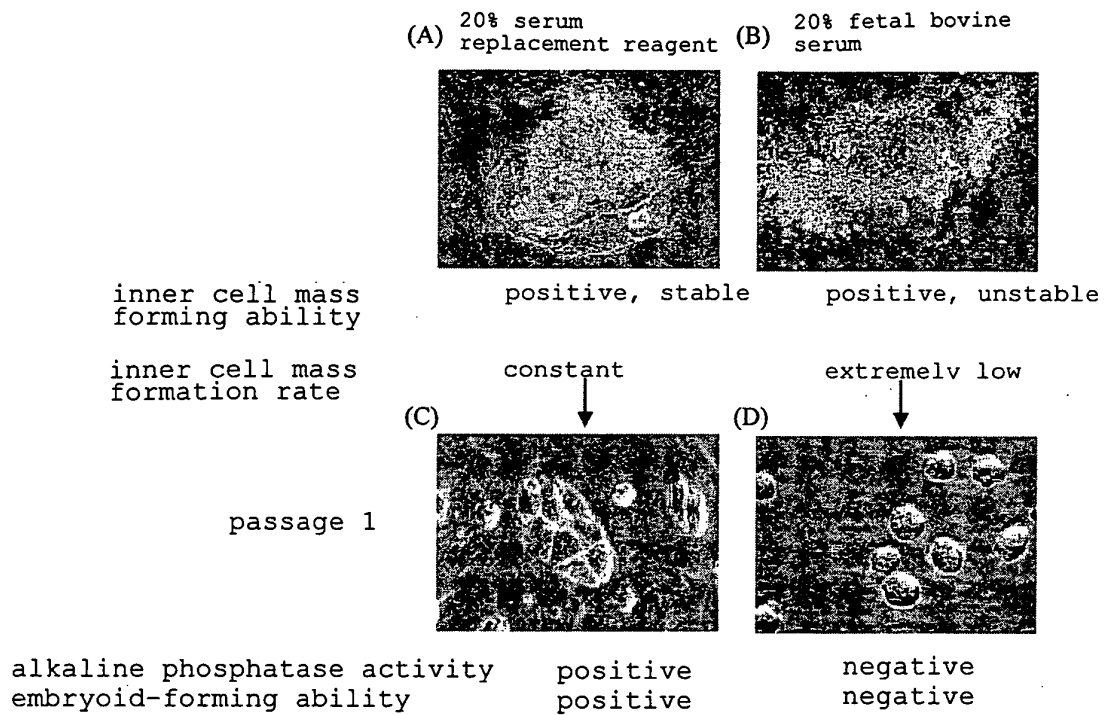 (A) 20% serum
replacement reagent
(B) 20% fetal bovine
serum
inner cell mass
forming ability
positive, stable
positive, unstable
inner cell mass
formation rate
constant
extremelv low
(C)
(D)
passage 1
alkaline phosphatase activity positive negative
embryoid-forming ability positive negative